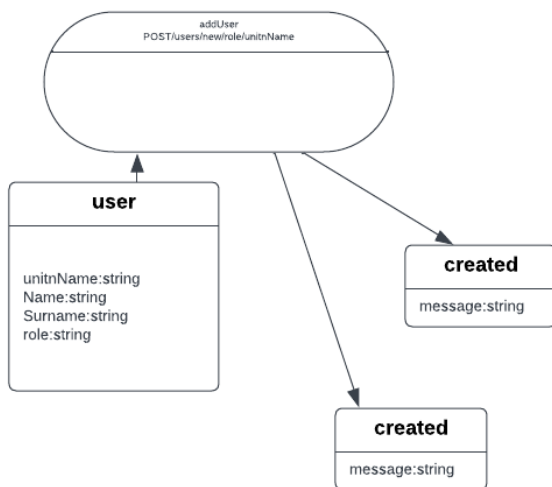 addUser
POST/users/new/role/unitnName
user
unitnName:string
Name:string
Surname:string
role:string
created
message:string
created
message:string